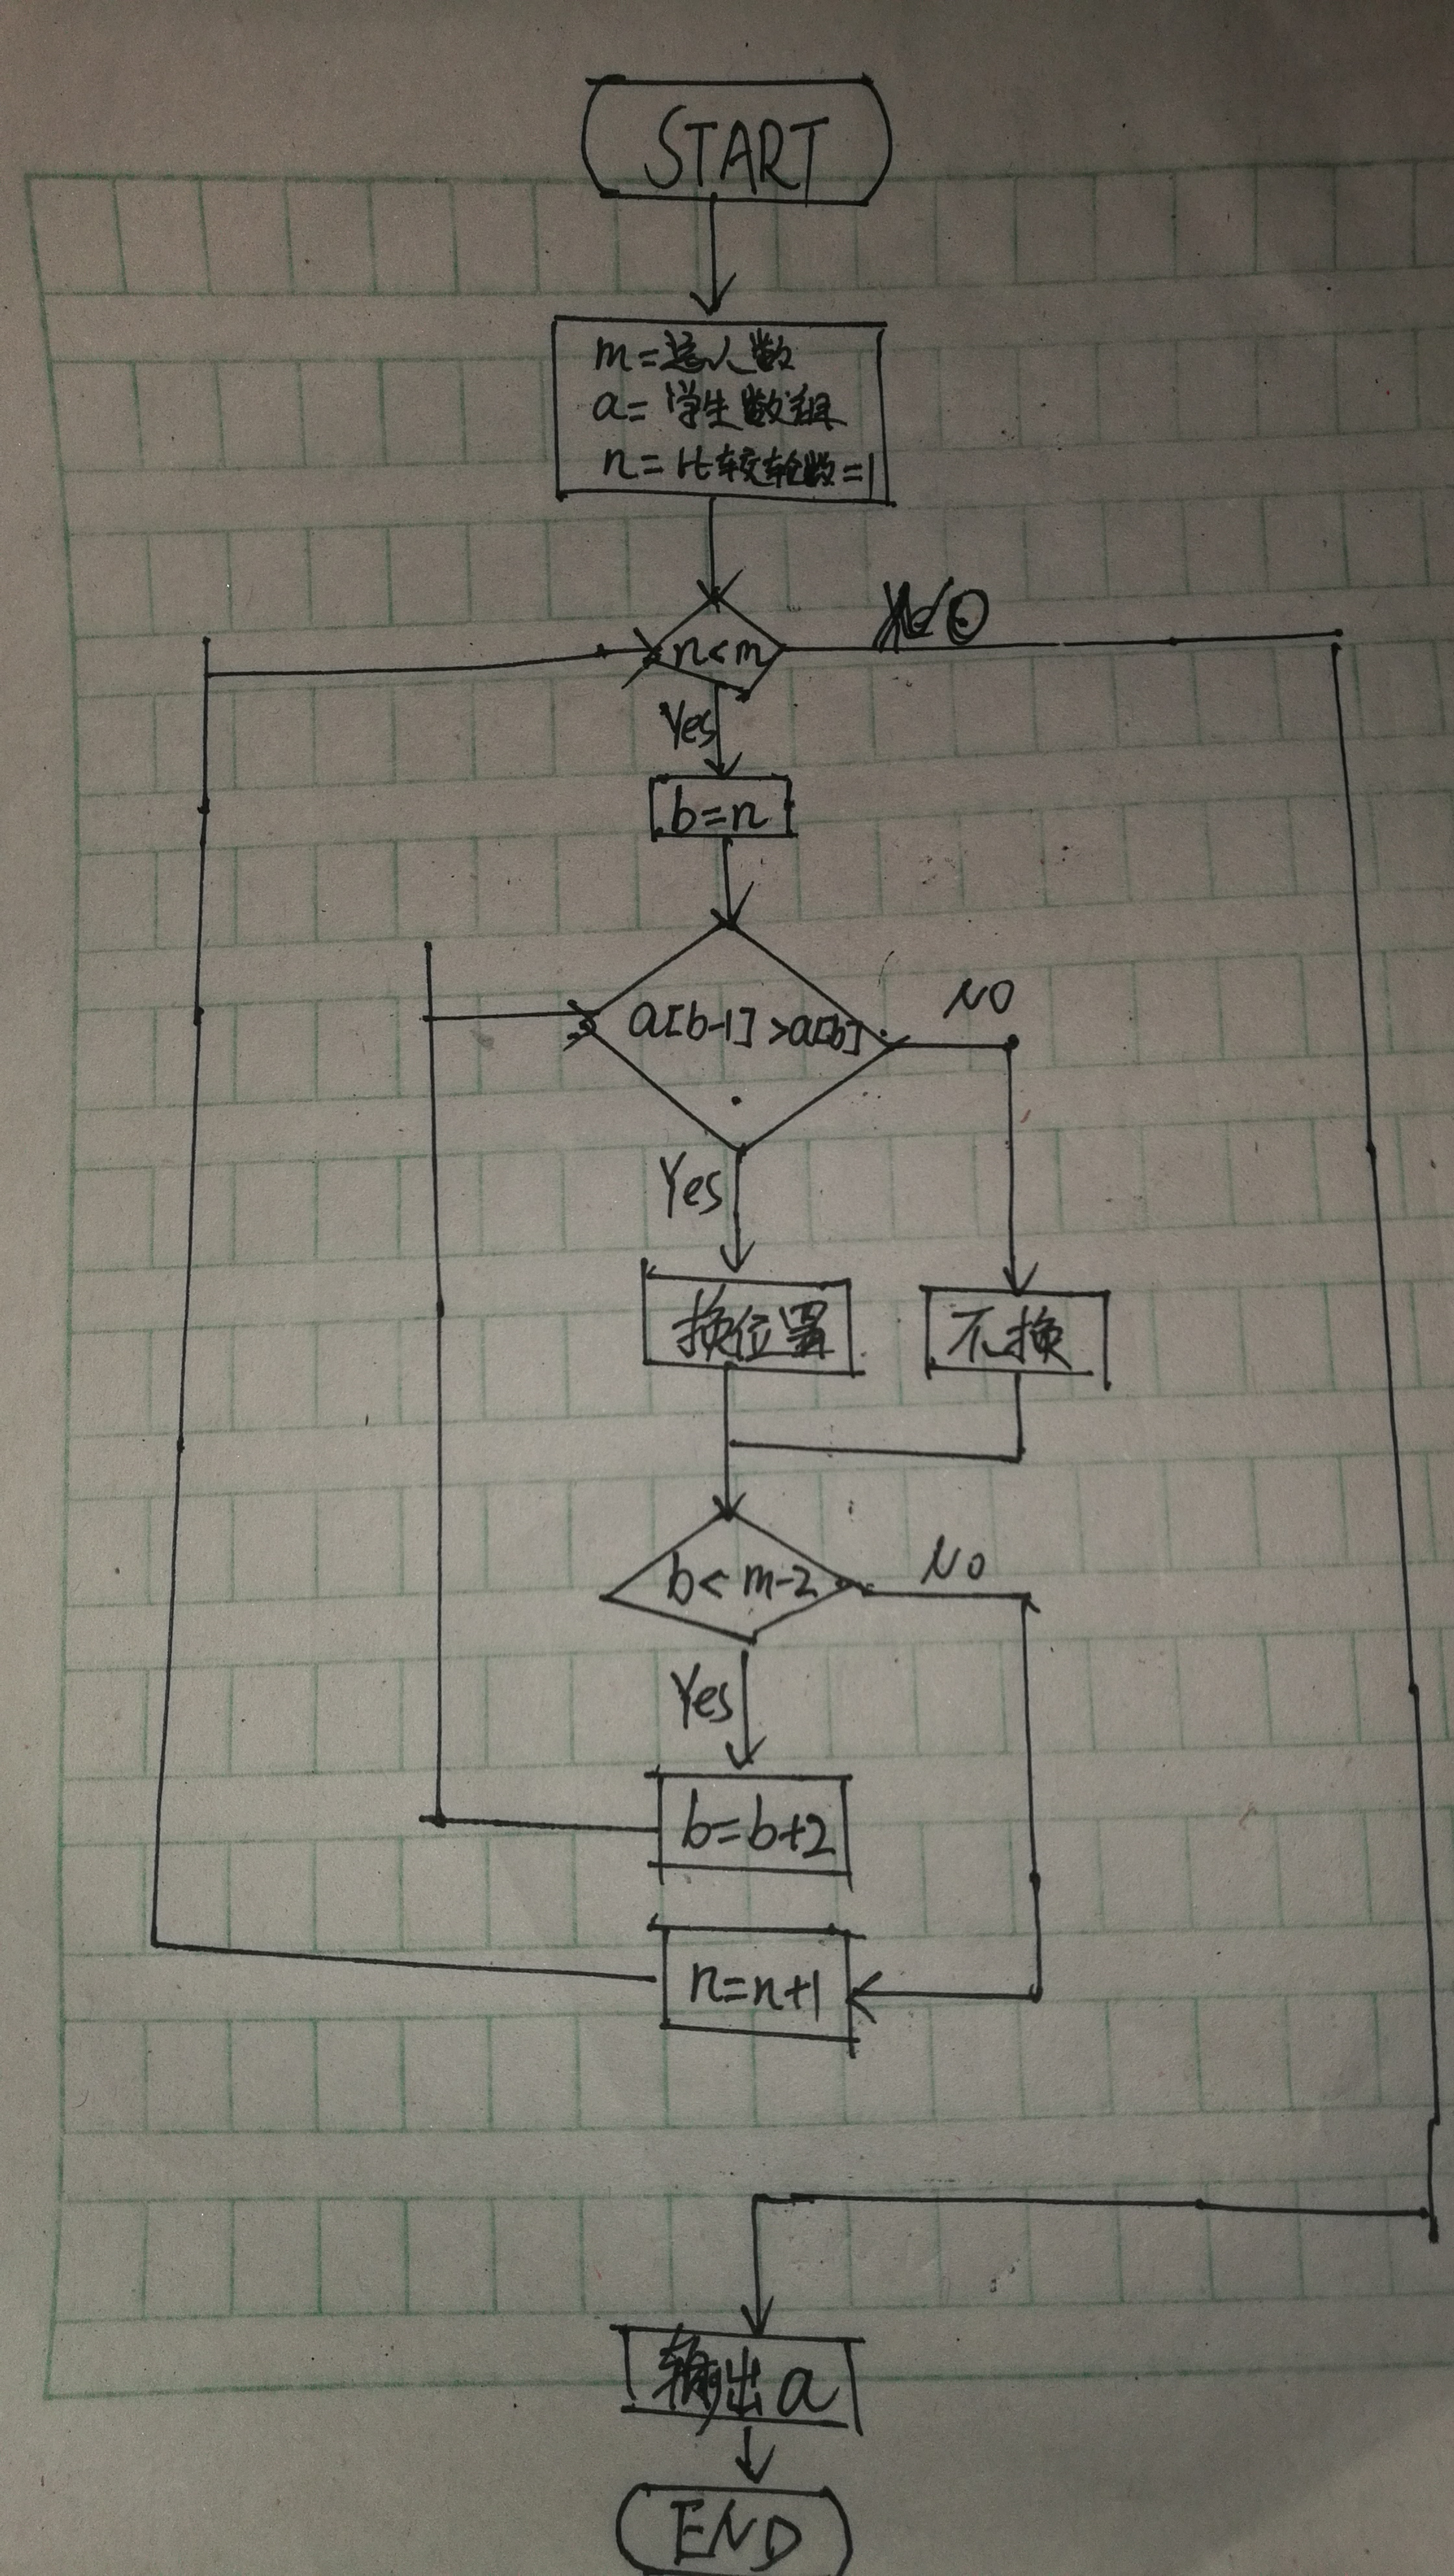 START
m=总人数
a=学生数组
n=比较轮数=1
n<m
NO
Yes
b=n
a[b-1]>a[b]
NO
Yes
换位置
不换
b<m-2
NO
Yes
b=b+2
n=n+1
输出a
END